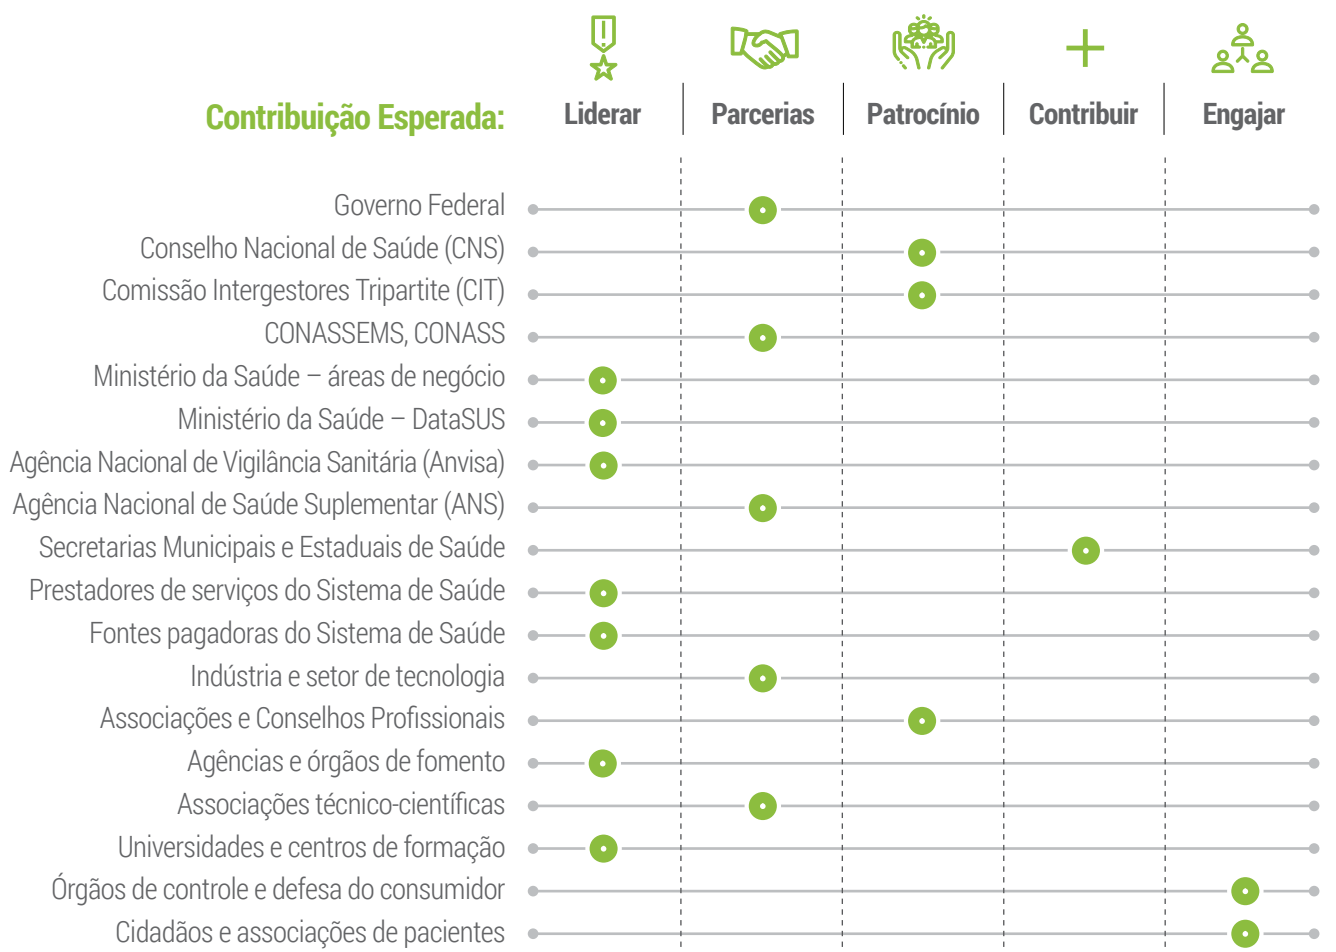 Contribuição Esperada:
Liderar
Parcerias
Patrocínio
Contribuir
Engajar
Governo Federal
Conselho Nacional de Saúde (CNS)
Comissão Intergestores Tripartite (CIT)
CONASSEMS, CONASS
Ministério da Saúde – áreas de negócio
Ministério da Saúde – DataSUS
Agência Nacional de Vigilância Sanitária (Anvisa)
Agência Nacional de Saúde Suplementar (ANS)
Secretarias Municipais e Estaduais de Saúde
Prestadores de serviços do Sistema de Saúde
Fontes pagadoras do Sistema de Saúde
Indústria e setor de tecnologia
Associações e Conselhos Profissionais
Agências e órgãos de fomento
Associações técnico-científicas
Universidades e centros de formação
Órgãos de controle e defesa do consumidor
Cidadãos e associações de pacientes